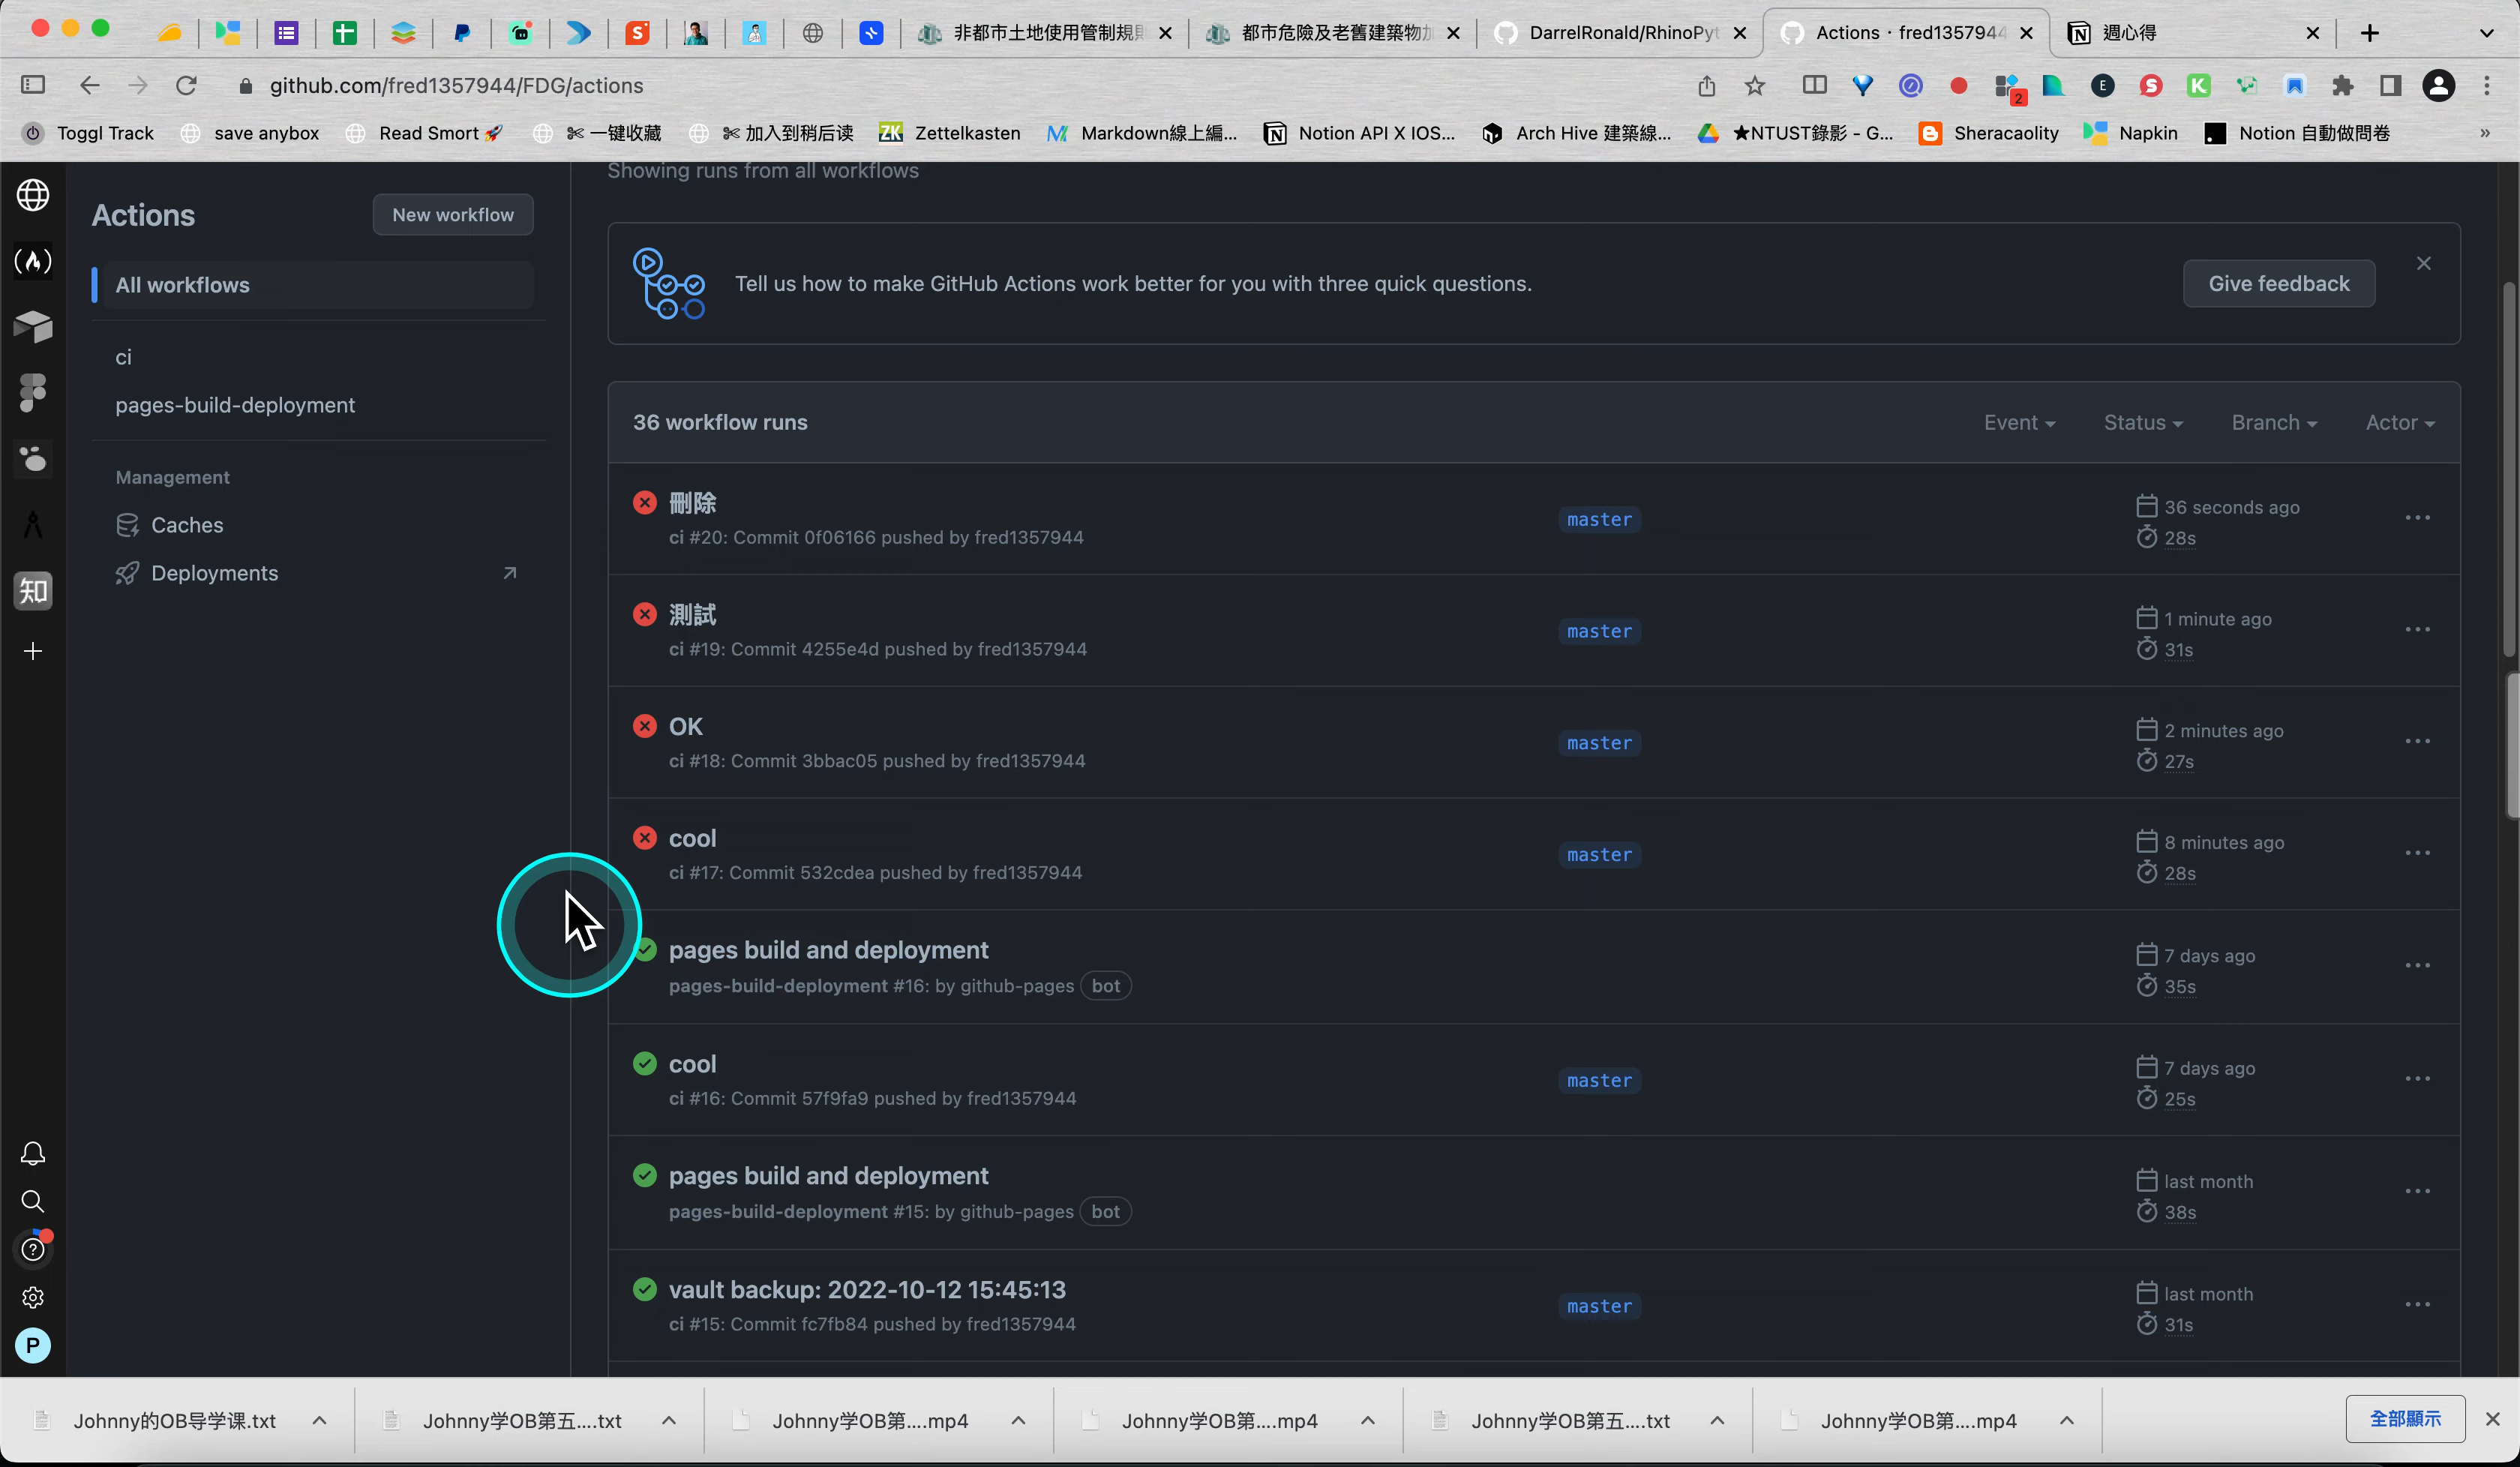 非都市土地使用管制規則
都市危險及老舊建築物加
DarrelRonald/RhinoPyt
Actions · fred1357944
週心得
github.com/fred1357944/FDG/actions
2
Toggl Track
save anybox
Read Smort 🚀
✂ 一键收藏
✂ 加入到稍后读
ZK Zettelkasten
Markdown線上編...
Notion API X IOS...
Arch Hive 建築線...
★NTUST錄影 - G...
Sheracaolity
Napkin
Notion 自動做問卷
»
Showing runs from all workflows
Actions
New workflow
All workflows
ci
pages-build-deployment
Management
Caches
Deployments
知
P
Tell us how to make GitHub Actions work better for you with three quick questions.
Give feedback
36 workflow runs
Event
Status
Branch
Actor
刪除
ci #20: Commit 0f06166 pushed by fred1357944
master
36 seconds ago
28s
測試
ci #19: Commit 4255e4d pushed by fred1357944
master
1 minute ago
31s
OK
ci #18: Commit 3bbac05 pushed by fred1357944
master
2 minutes ago
27s
cool
ci #17: Commit 532cdea pushed by fred1357944
master
8 minutes ago
28s
pages build and deployment
pages-build-deployment #16: by github-pages bot
7 days ago
35s
cool
ci #16: Commit 57f9fa9 pushed by fred1357944
master
7 days ago
25s
pages build and deployment
pages-build-deployment #15: by github-pages bot
last month
38s
vault backup: 2022-10-12 15:45:13
ci #15: Commit fc7fb84 pushed by fred1357944
master
last month
31s
Johnny的OB导学课.txt
Johnny学OB第五....txt
Johnny学OB第....mp4
Johnny学OB第....mp4
Johnny学OB第五....txt
Johnny学OB第....mp4
全部顯示